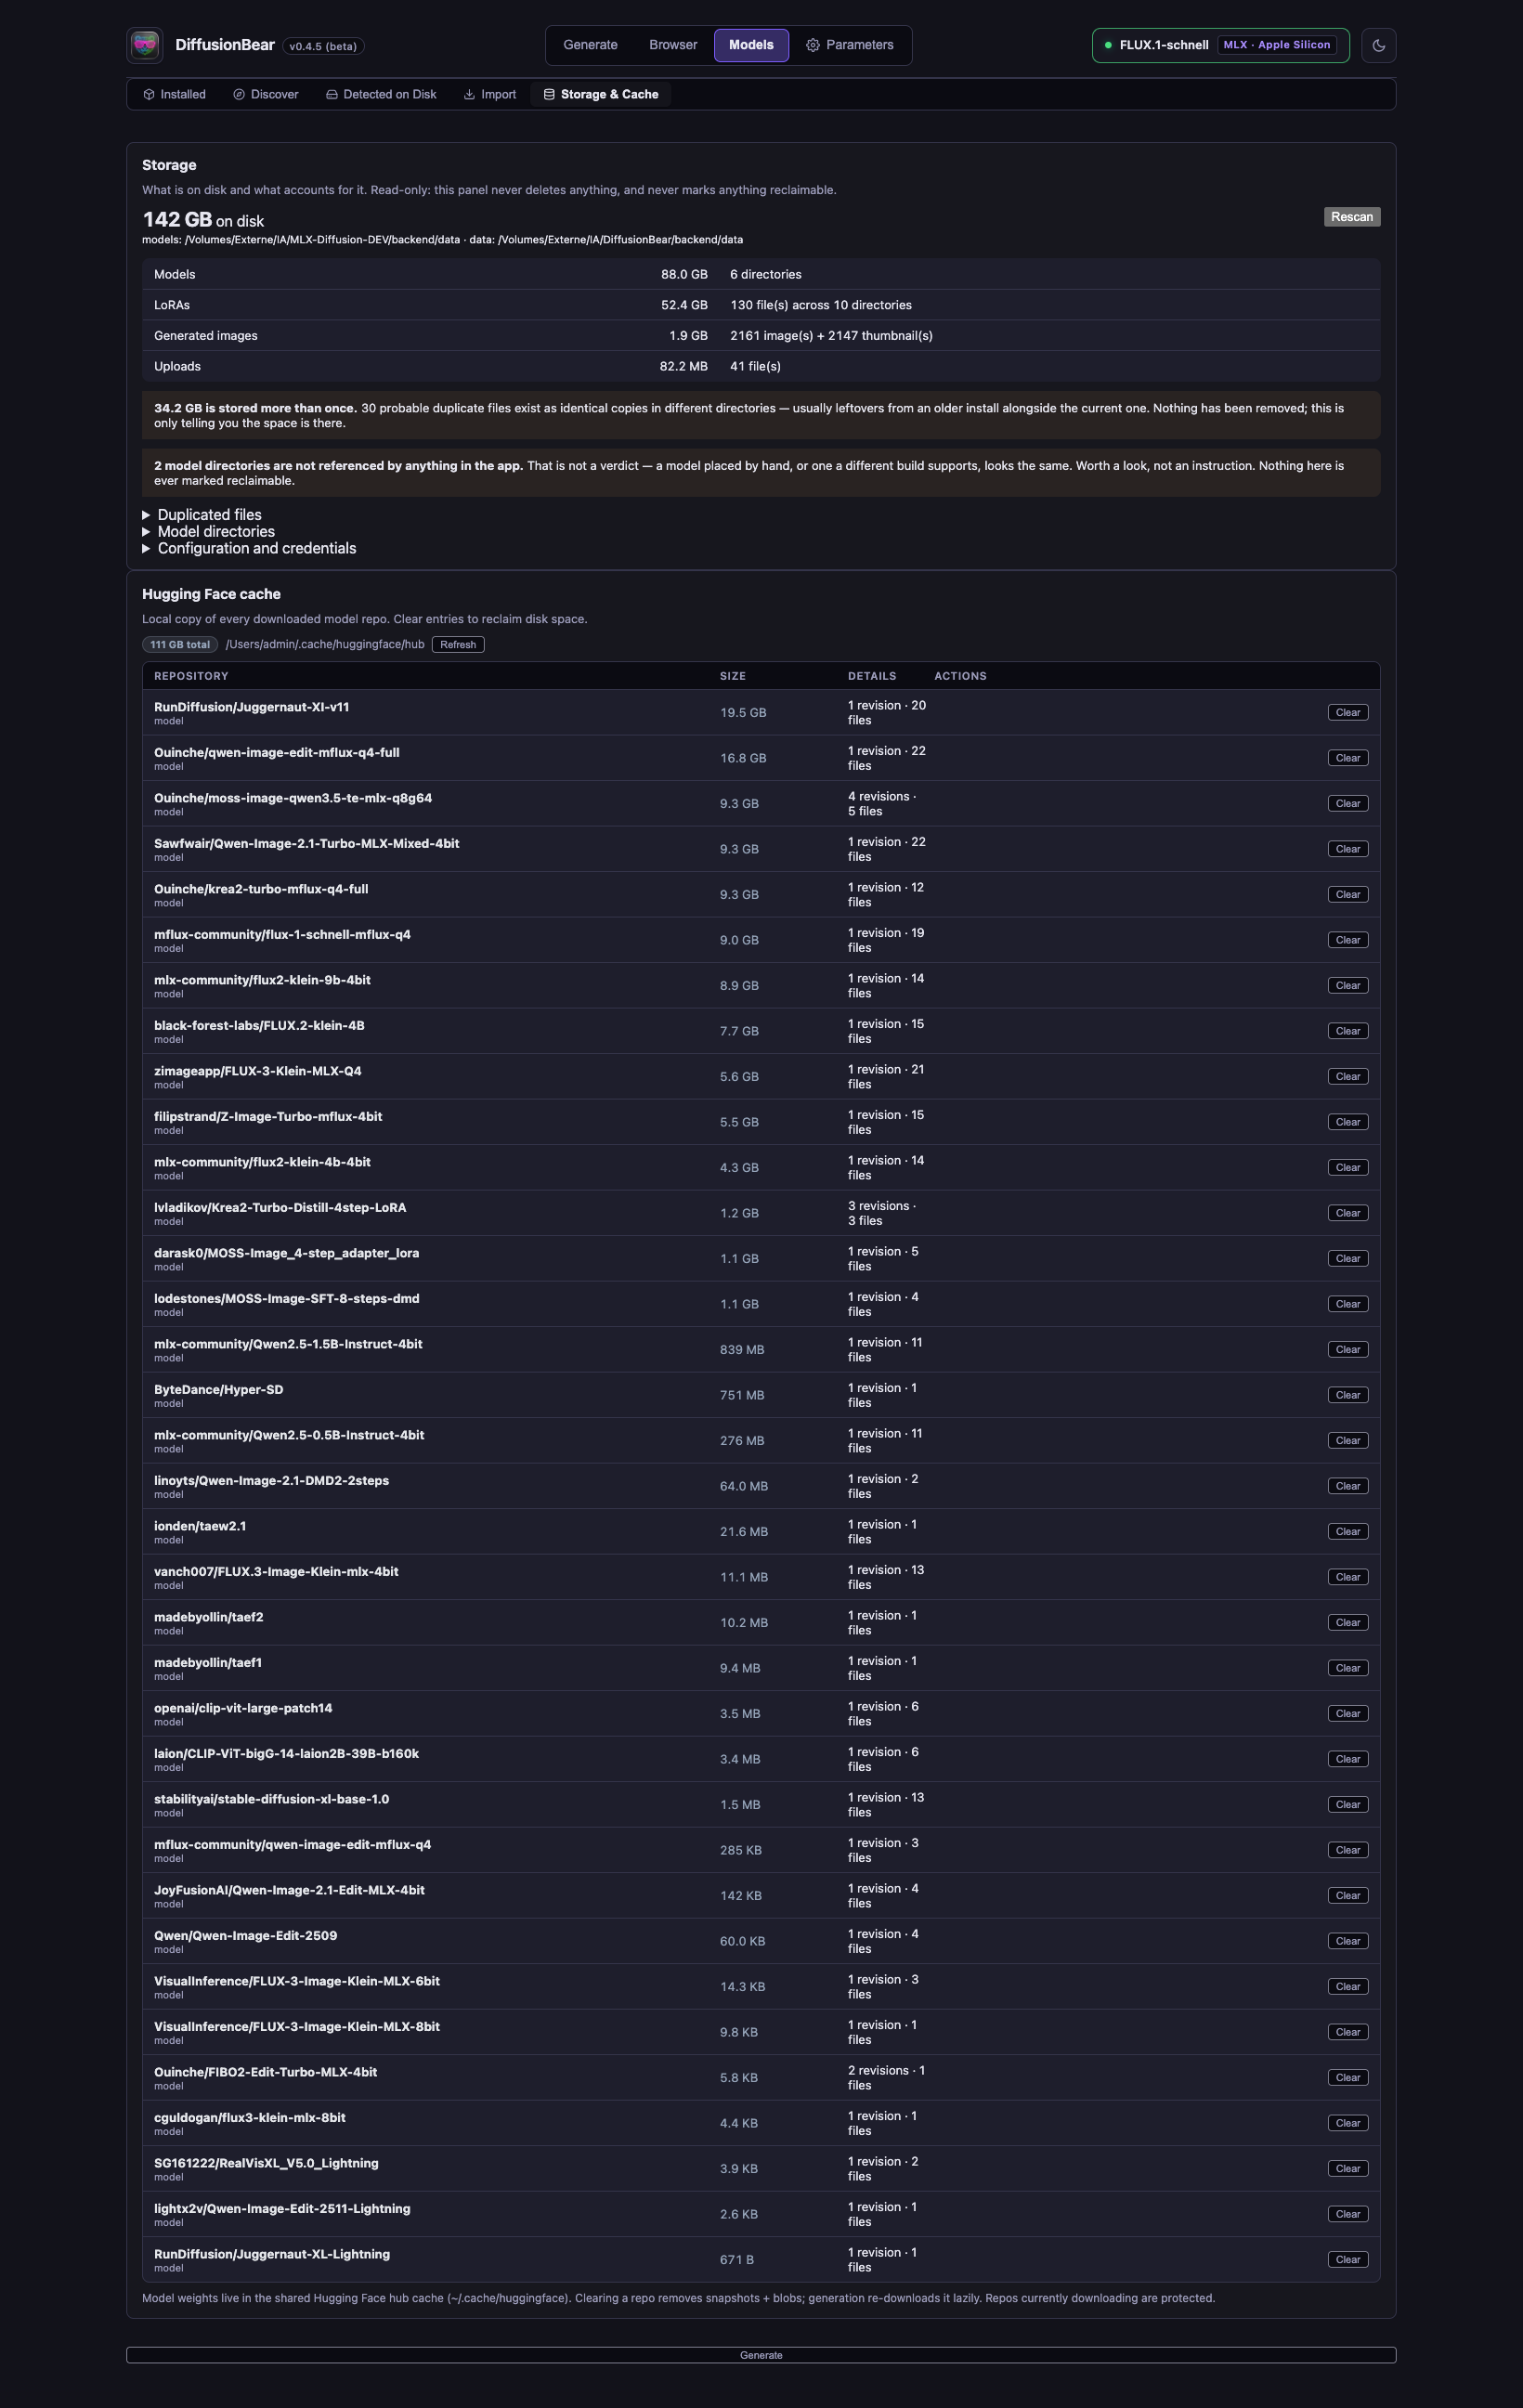 DiffusionBear v0.4.5 (beta) Generate Browser Models Parameters FLUX.1-schnell MLX · Apple Silicon
Installed Discover Detected on Disk Import Storage & Cache
Storage
What is on disk and what accounts for it. Read-only: this panel never deletes anything, and never marks anything reclaimable.
142 GB on disk Rescan
models: /Volumes/Externe/IA/MLX-Diffusion-DEV/backend/data · data: /Volumes/Externe/IA/DiffusionBear/backend/data
Models 88.0 GB 6 directories
LoRAs 52.4 GB 130 file(s) across 10 directories
Generated images 1.9 GB 2161 image(s) + 2147 thumbnail(s)
Uploads 82.2 MB 41 file(s)
34.2 GB is stored more than once. 30 probable duplicate files exist as identical copies in different directories — usually leftovers from an older install alongside the current one. Nothing has been removed; this is
only telling you the space is there.
2 model directories are not referenced by anything in the app. That is not a verdict — a model placed by hand, or one a different build supports, looks the same. Worth a look, not an instruction. Nothing here is
ever marked reclaimable.
Duplicated files
Model directories
Configuration and credentials
Hugging Face cache
Local copy of every downloaded model repo. Clear entries to reclaim disk space.
111 GB total /Users/admin/.cache/huggingface/hub Refresh
REPOSITORY SIZE DETAILS ACTIONS
RunDiffusion/Juggernaut-XI-v11 19.5 GB 1 revision · 20 Clear
model files
Ouinche/qwen-image-edit-mflux-q4-full 16.8 GB 1 revision · 22 Clear
model files
Ouinche/moss-image-qwen3.5-te-mlx-q8g64 9.3 GB 4 revisions · Clear
model 5 files
Sawfwair/Qwen-Image-2.1-Turbo-MLX-Mixed-4bit 9.3 GB 1 revision · 22 Clear
model files
Ouinche/krea2-turbo-mflux-q4-full 9.3 GB 1 revision · 12 Clear
model files
mflux-community/flux-1-schnell-mflux-q4 9.0 GB 1 revision · 19 Clear
model files
mlx-community/flux2-klein-9b-4bit 8.9 GB 1 revision · 14 Clear
model files
black-forest-labs/FLUX.2-klein-4B 7.7 GB 1 revision · 15 Clear
model files
zimageapp/FLUX-3-Klein-MLX-Q4 5.6 GB 1 revision · 21 Clear
model files
filipstrand/Z-Image-Turbo-mflux-4bit 5.5 GB 1 revision · 15 Clear
model files
mlx-community/flux2-klein-4b-4bit 4.3 GB 1 revision · 14 Clear
model files
lvladikov/Krea2-Turbo-Distill-4step-LoRA 1.2 GB 3 revisions · Clear
model 3 files
darask0/MOSS-Image_4-step_adapter_lora 1.1 GB 1 revision · 5 Clear
model files
lodestones/MOSS-Image-SFT-8-steps-dmd 1.1 GB 1 revision · 4 Clear
model files
mlx-community/Qwen2.5-1.5B-Instruct-4bit 839 MB 1 revision · 11 Clear
model files
ByteDance/Hyper-SD 751 MB 1 revision · 1 Clear
model files
mlx-community/Qwen2.5-0.5B-Instruct-4bit 276 MB 1 revision · 11 Clear
model files
linoyts/Qwen-Image-2.1-DMD2-2steps 64.0 MB 1 revision · 2 Clear
model files
ionden/taew2.1 21.6 MB 1 revision · 1 Clear
model files
vanch007/FLUX.3-Image-Klein-mlx-4bit 11.1 MB 1 revision · 13 Clear
model files
madebyollin/taef2 10.2 MB 1 revision · 1 Clear
model files
madebyollin/taef1 9.4 MB 1 revision · 1 Clear
model files
openai/clip-vit-large-patch14 3.5 MB 1 revision · 6 Clear
model files
laion/CLIP-ViT-bigG-14-laion2B-39B-b160k 3.4 MB 1 revision · 6 Clear
model files
stabilityai/stable-diffusion-xl-base-1.0 1.5 MB 1 revision · 13 Clear
model files
mflux-community/qwen-image-edit-mflux-q4 285 KB 1 revision · 3 Clear
model files
JoyFusionAI/Qwen-Image-2.1-Edit-MLX-4bit 142 KB 1 revision · 4 Clear
model files
Qwen/Qwen-Image-Edit-2509 60.0 KB 1 revision · 4 Clear
model files
VisualInference/FLUX-3-Image-Klein-MLX-6bit 14.3 KB 1 revision · 3 Clear
model files
VisualInference/FLUX-3-Image-Klein-MLX-8bit 9.8 KB 1 revision · 1 Clear
model files
Ouinche/FIBO2-Edit-Turbo-MLX-4bit 5.8 KB 2 revisions · 1 Clear
model files
cguldogan/flux3-klein-mlx-8bit 4.4 KB 1 revision · 1 Clear
model files
SG161222/RealVisXL_V5.0_Lightning 3.9 KB 1 revision · 2 Clear
model files
lightx2v/Qwen-Image-Edit-2511-Lightning 2.6 KB 1 revision · 1 Clear
model files
RunDiffusion/Juggernaut-XL-Lightning 671 B 1 revision · 1 Clear
model files
Model weights live in the shared Hugging Face hub cache (~/.cache/huggingface). Clearing a repo removes snapshots + blobs; generation re-downloads it lazily. Repos currently downloading are protected.
Generate